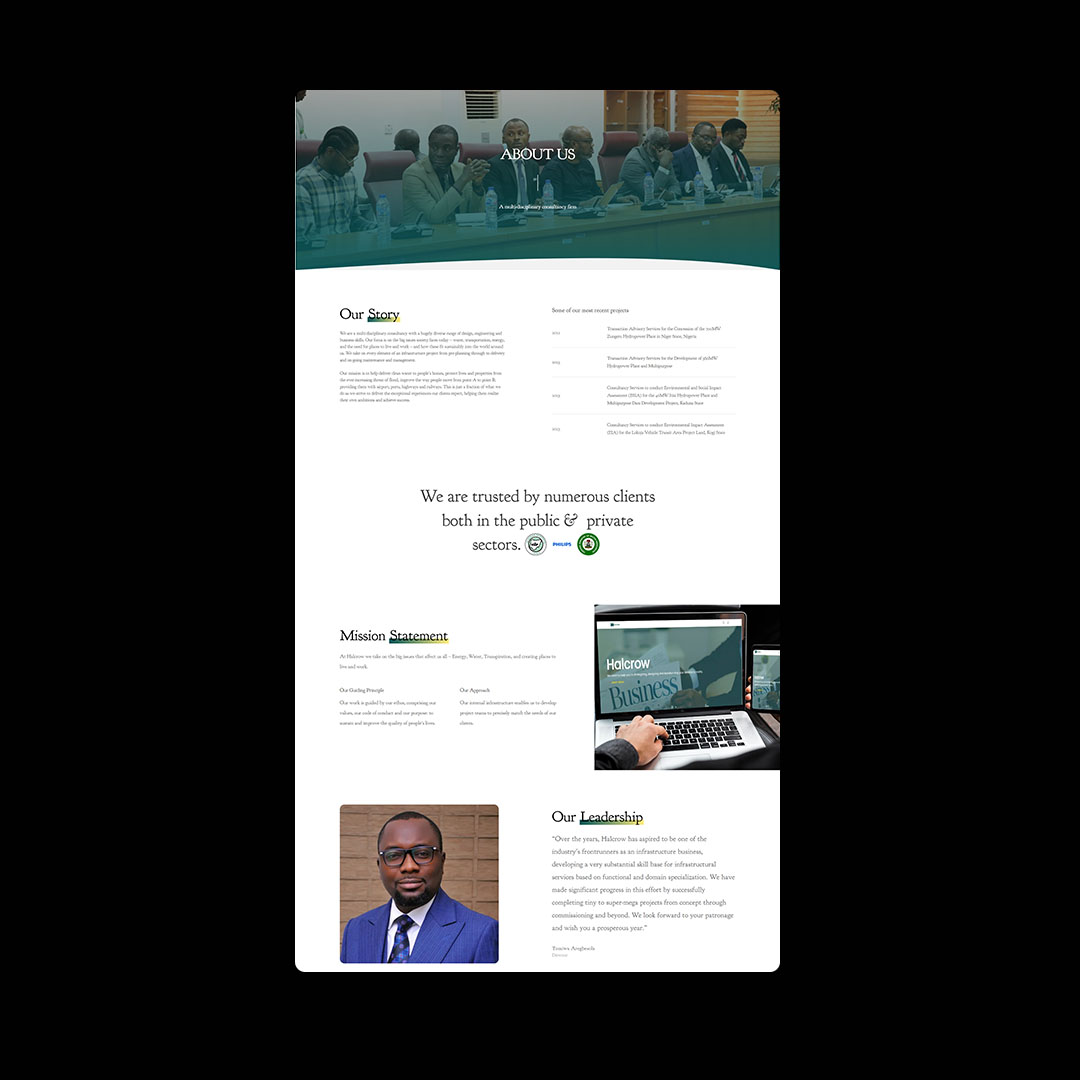 ABOUT US
A multi-disciplinary consultancy firm
Our Story
We are a multi-disciplinary consultancy with a hugely diverse range of design, engineering and
business skills. Our focus is on the big issues society faces today – water, transportation, energy,
and the need for places to live and work – and how these fit sustainably into the world around
us. We take on every element of an infrastructure project from pre-planning through to delivery
and on-going maintenance and management.
Our mission is to help deliver clean water to people's homes, protect lives and properties from
the ever-increasing threat of flood, improve the way people move from point A to point B,
providing them with airport, ports, highways and railways. This is just a fraction of what we
do as we strive to deliver the exceptional experiences our clients expect, helping them realise
their own ambitions and achieve success.
Some of our most recent projects
Transaction Advisory Services for the Concession of the 700MW
Zungeru Hydropower Plant in Niger State, Nigeria
Transaction Advisory Services for the Development of 360MW
Hydropower Plant and Multipurpose
Consultancy Services to conduct Environmental and Social Impact
Assessment (ESIA) for the 40MW Itisi Hydropower Plant and
Multipurpose Dam Development Project, Kaduna State
Consultancy Services to conduct Environmental Impact Assessment
(EIA) for the Lokoja Vehicle Transit Area Project Land, Kogi State
We are trusted by numerous clients
both in the public & private
sectors. PHILIPS
Mission Statement
At Halcrow we take on the big issues that affect us all – Energy, Water, Transpiration, and creating places to
live and work.
Our Guiding Principle
Our work is guided by our ethos, comprising our
values, our code of conduct and our purpose: to
sustain and improve the quality of people's lives
Our Approach
Our internal infrastructure enables us to develop
project teams to precisely match the needs of our
clients.
Halcrow
Business
Our Leadership
"Over the years, Halcrow has aspired to be one of the
industry's frontrunners as an infrastructure business,
developing a very substantial skill base for infrastructural
services based on functional and domain specialization. We have
made significant progress in this effort by successfully
completing tiny to super-mega projects from concept through
commissioning and beyond. We look forward to your patronage
and wish you a prosperous year."
Director